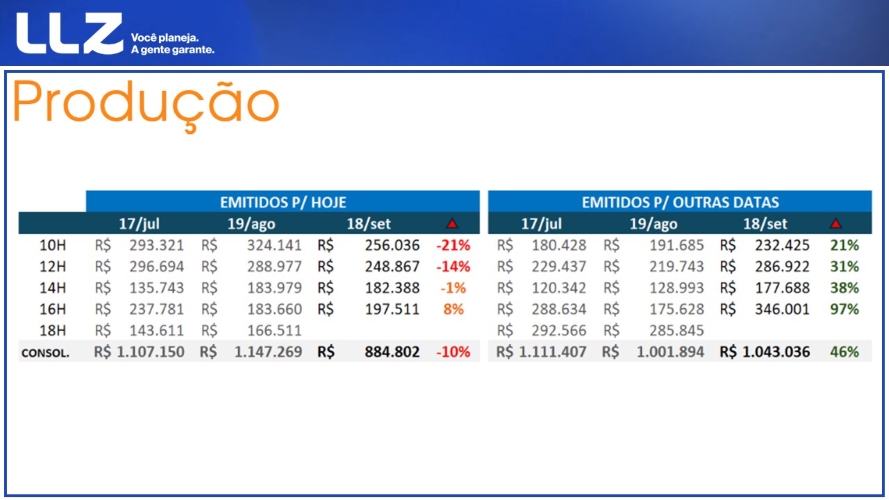 LLZ Você planeja.
A gente garante.
Produção
EMITIDOS P/ HOJE EMITIDOS P/ OUTRAS DATAS
17/jul 19/ago 18/set 17/jul 19/ago 18/set
10H R$ 293.321 R$ 324.141 R$ 256.036 -21% R$ 180.428 R$ 191.685 R$ 232.425 21%
12H R$ 296.694 R$ 288.977 R$ 248.867 -14% R$ 229.437 R$ 219.743 R$ 286.922 31%
14H R$ 135.743 R$ 183.979 R$ 182.388 -1% R$ 120.342 R$ 128.993 R$ 177.688 38%
16H R$ 237.781 R$ 183.660 R$ 197.511 8% R$ 288.634 R$ 175.628 R$ 346.001 97%
18H R$ 143.611 R$ 166.511 R$ 292.566 R$ 285.845
CONSOL. R$ 1.107.150 R$ 1.147.269 R$ 884.802 -10% R$ 1.111.407 R$ 1.001.894 R$ 1.043.036 46%